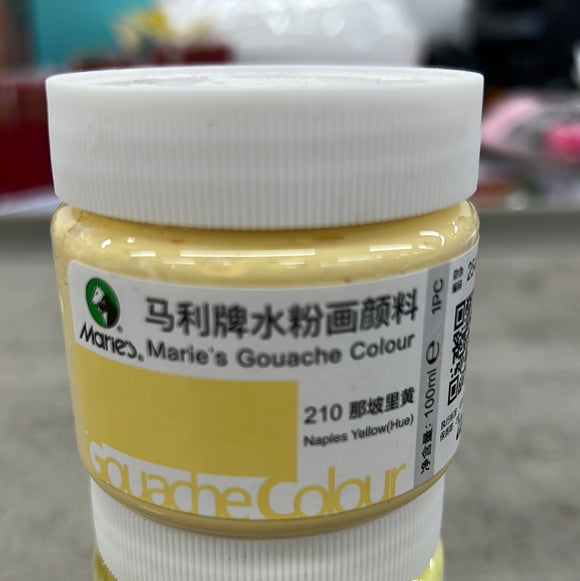 Marie's®
马利牌水粉画颜料
Marie's Gouache Colour
210 那坡里黄
Naples Yellow(Hue)
Gouache Colour
净含量: 100ml ℮ 1PC